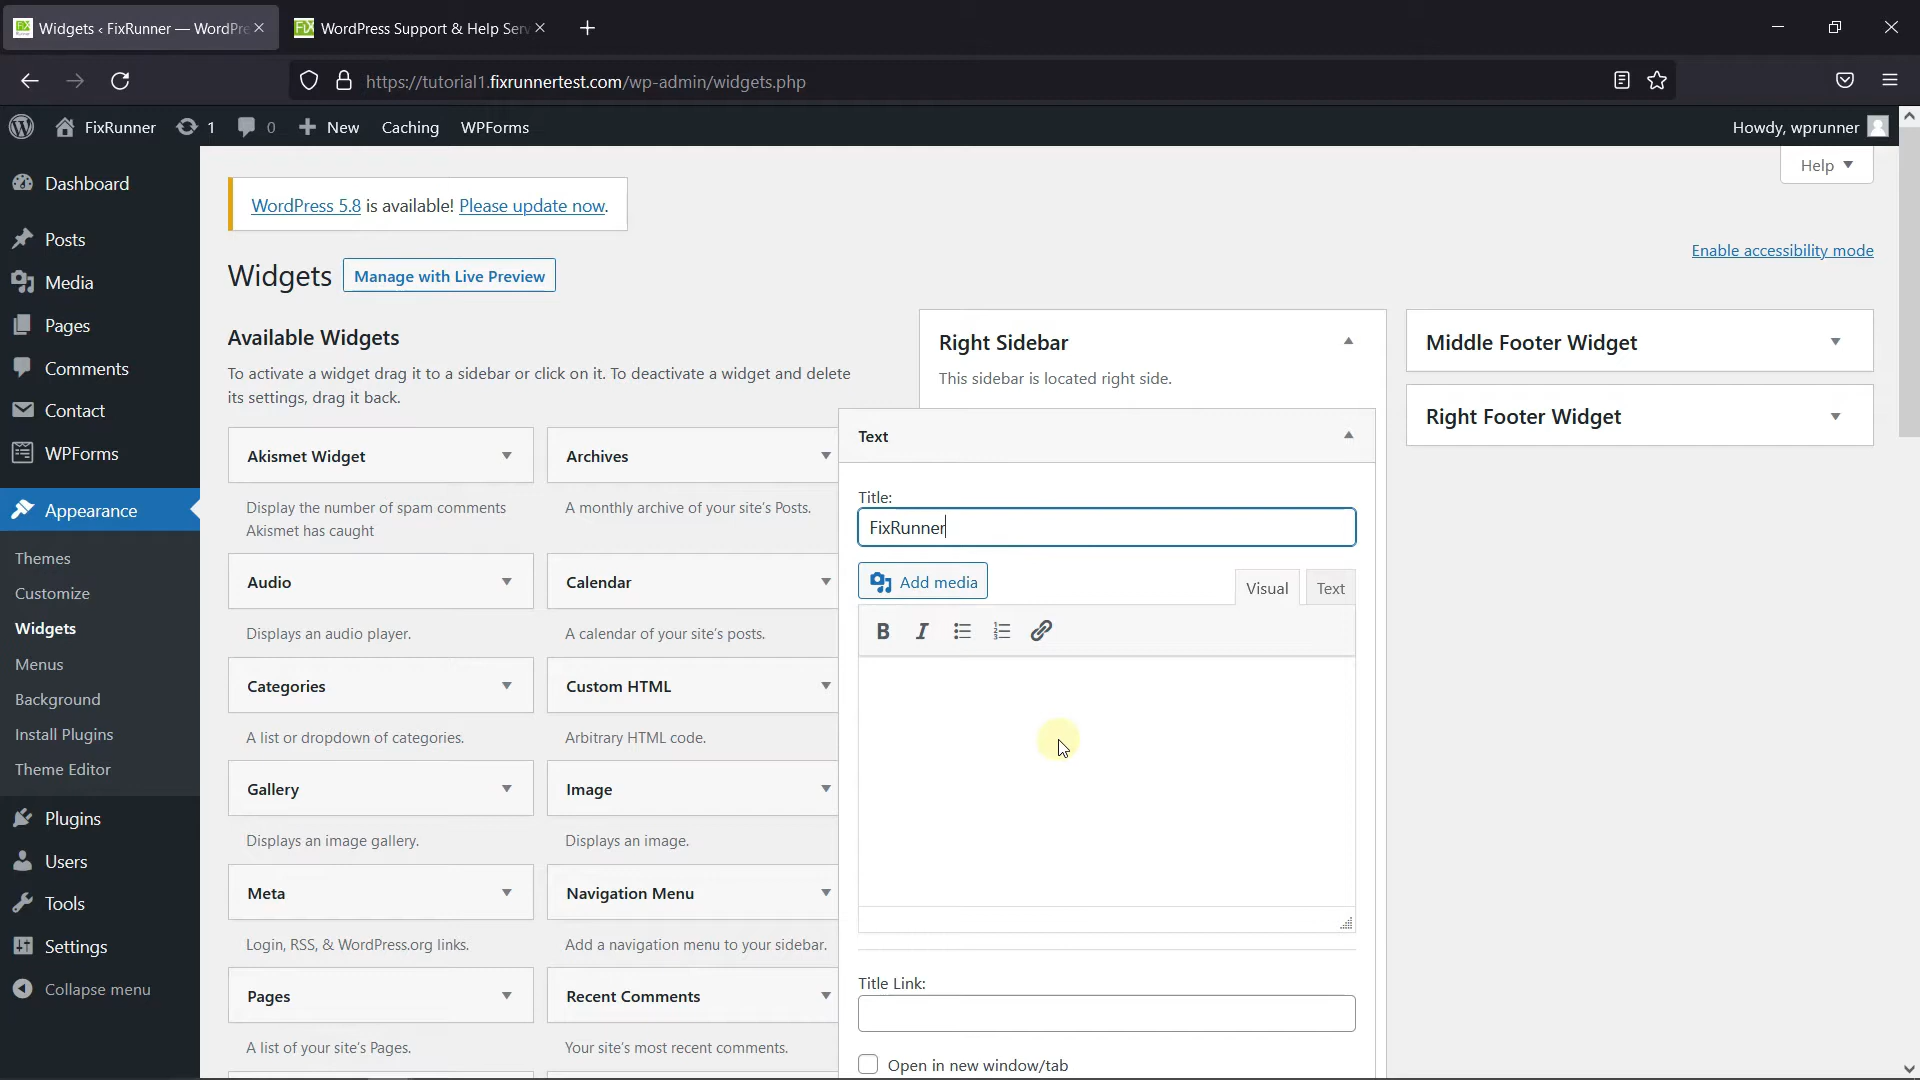 Widgets ‹ FixRunner — WordPre
WordPress Support & Help Serv
https://tutorial1.fixrunnertest.com/wp-admin/widgets.php
FixRunner
1
0
New
Caching
WPForms
Howdy, wprunner
Dashboard
Posts
Media
Pages
Comments
Contact
WPForms
Appearance
Themes
Customize
Widgets
Menus
Background
Install Plugins
Theme Editor
Plugins
Users
Tools
Settings
Collapse menu
Help
WordPress 5.8 is available! Please update now.
Enable accessibility mode
Widgets
Manage with Live Preview
Available Widgets
To activate a widget drag it to a sidebar or click on it. To deactivate a widget and delete
its settings, drag it back.
Akismet Widget
Display the number of spam comments
Akismet has caught
Archives
A monthly archive of your site's Posts.
Audio
Displays an audio player.
Calendar
A calendar of your site's posts.
Categories
A list or dropdown of categories.
Custom HTML
Arbitrary HTML code.
Gallery
Displays an image gallery.
Image
Displays an image.
Meta
Login, RSS, & WordPress.org links.
Navigation Menu
Add a navigation menu to your sidebar.
Pages
A list of your site's Pages.
Recent Comments
Your site's most recent comments.
Right Sidebar
This sidebar is located right side.
Text
Title:
FixRunner
Add media
Visual
Text
B I
Title Link:
Open in new window/tab
Middle Footer Widget
Right Footer Widget